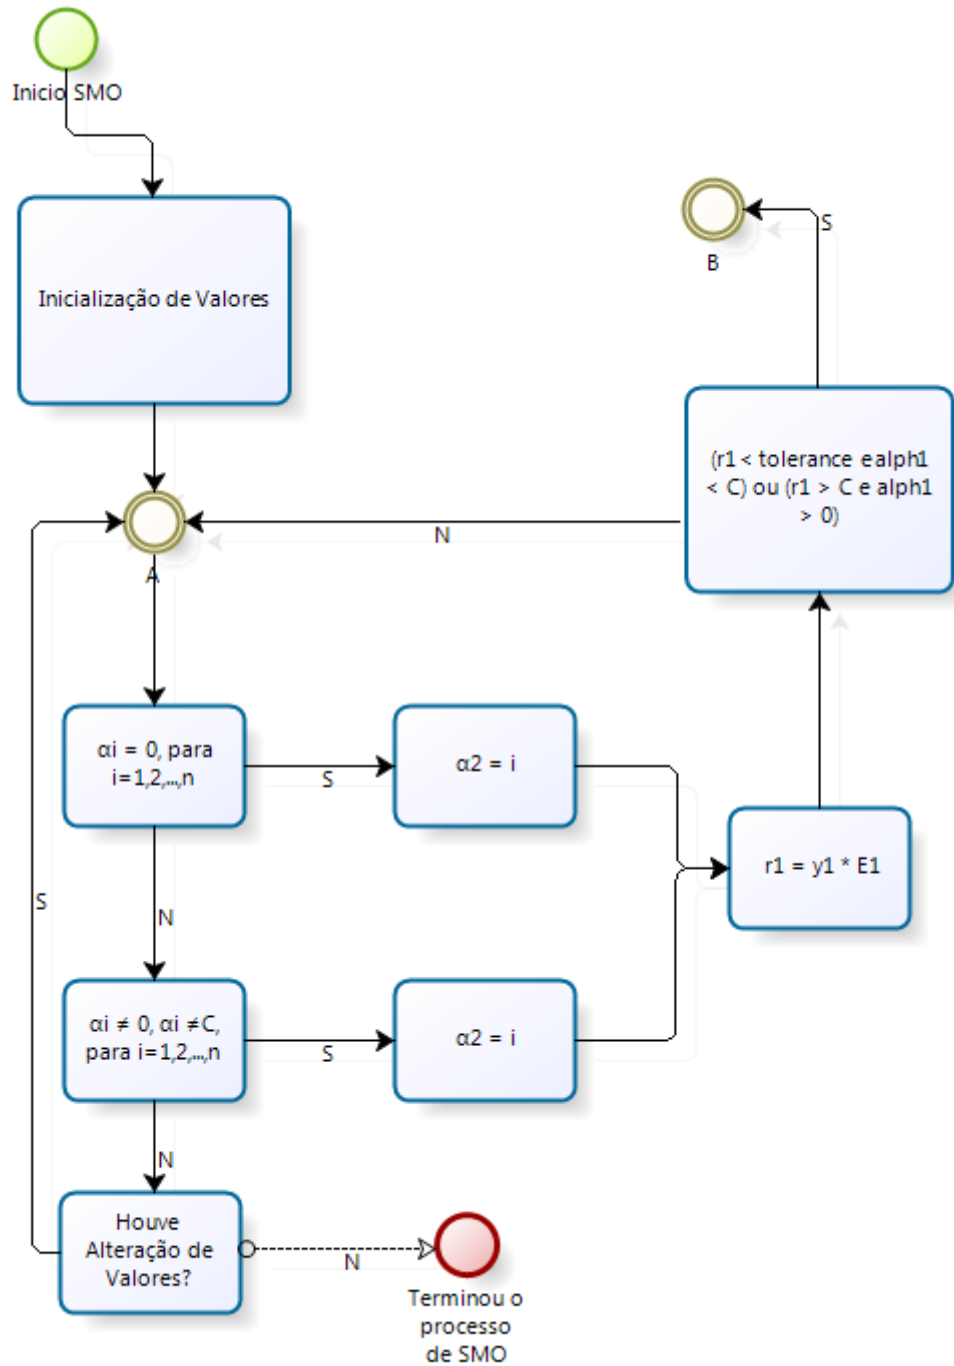 Inicio SMO
Inicialização de Valores
S
B
(r1 < tolerance e alph1
< C) ou (r1 > C e alph1
> 0)
N
A
αi = 0, para
i=1,2,...,n
S
α2 = i
r1 = y1 * E1
S
N
αi ≠ 0, αi ≠C,
para i=1,2,...,n
S
α2 = i
N
Houve
Alteração de
Valores?
N
Terminou o
processo
de SMO